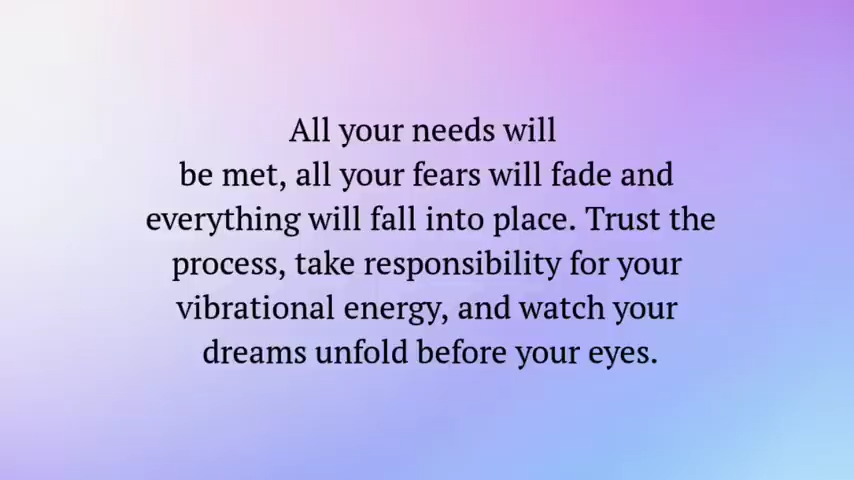 All your needs will
be met, all your fears will fade and
everything will fall into place. Trust the
process, take responsibility for your
vibrational energy, and watch your
dreams unfold before your eyes.